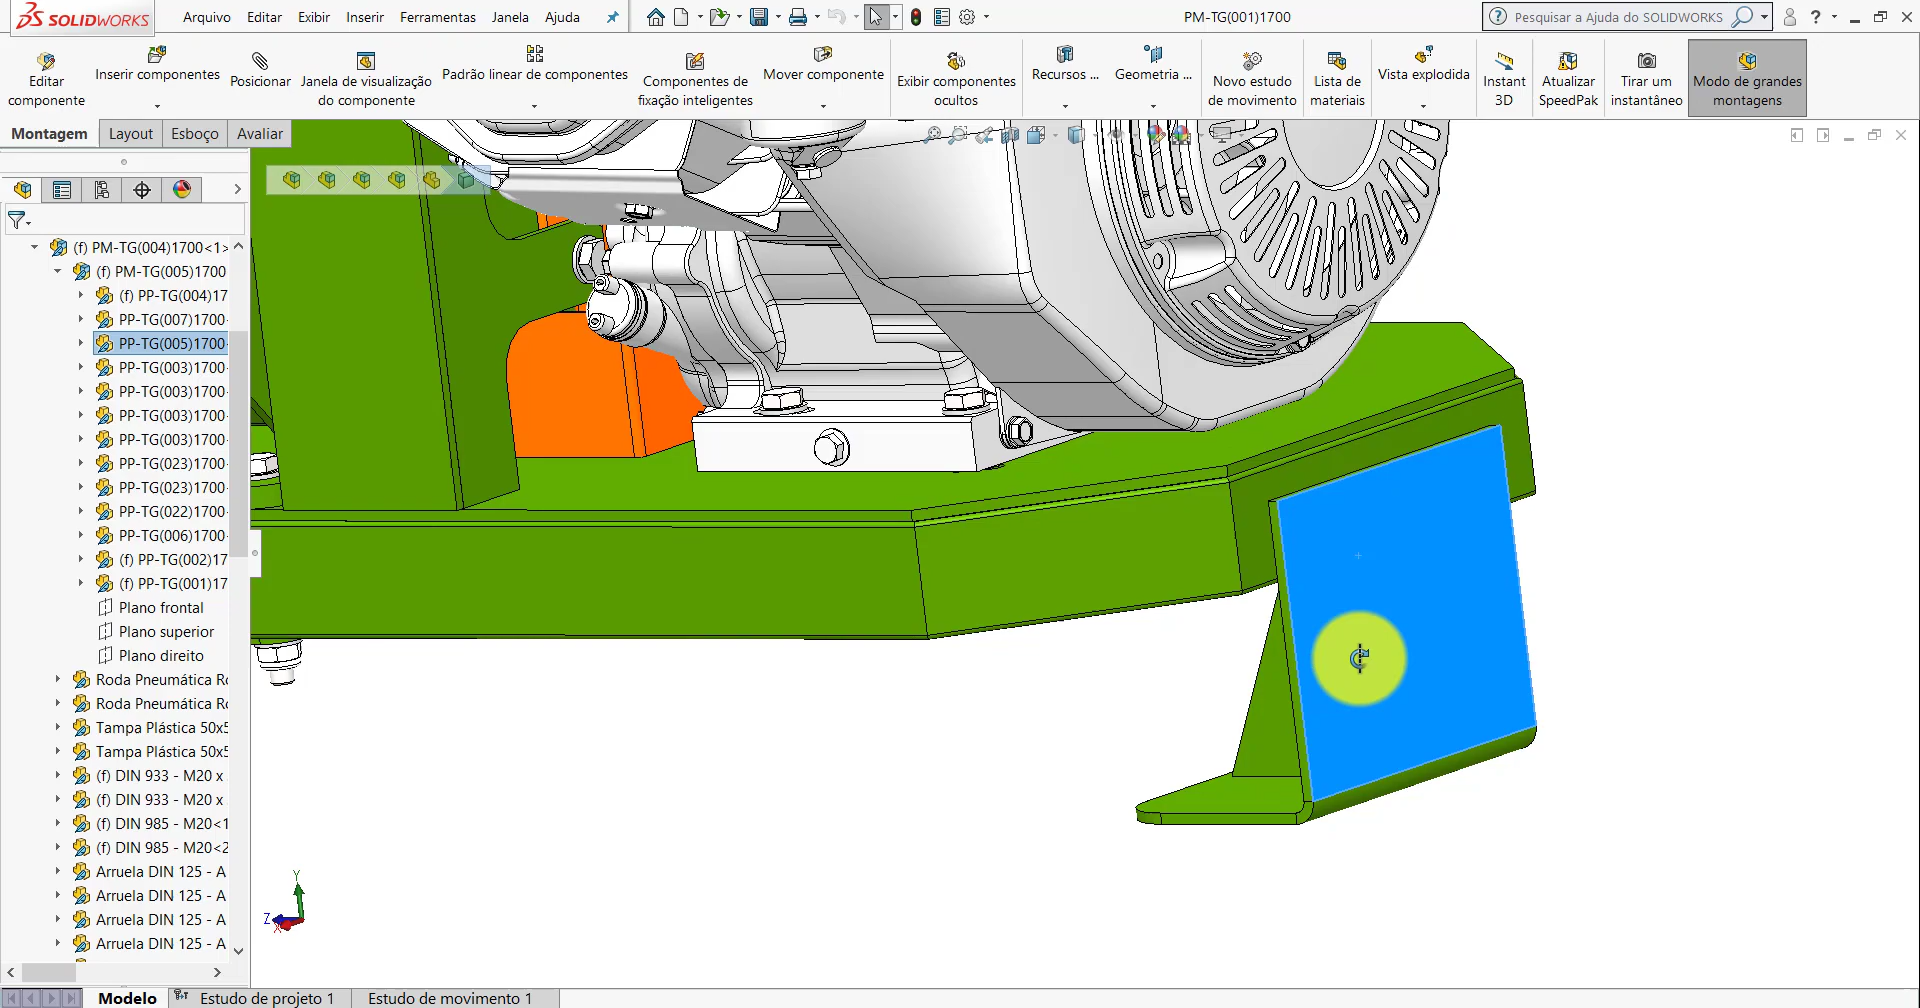 SOLIDWORKS
Arquivo Editar Exibir Inserir Ferramentas Janela Ajuda
PM-TG(001)1700
Pesquisar a Ajuda do SOLIDWORKS
Editar componente
Inserir componentes
Posicionar
Janela de visualização do componente
Padrão linear de componentes
Componentes de fixação inteligentes
Mover componente
Exibir componentes ocultos
Recursos ...
Geometria ...
Novo estudo de movimento
Lista de materiais
Vista explodida
Instant 3D
Atualizar SpeedPak
Tirar um instantâneo
Modo de grandes montagens
Montagem Layout Esboço Avaliar
(f) PM-TG(004)1700<1>
(f) PM-TG(005)1700
(f) PP-TG(004)17
PP-TG(007)1700
PP-TG(005)1700
PP-TG(003)1700
PP-TG(003)1700
PP-TG(003)1700
PP-TG(003)1700
PP-TG(023)1700
PP-TG(023)1700
PP-TG(022)1700
PP-TG(006)1700
(f) PP-TG(002)17
(f) PP-TG(001)17
Plano frontal
Plano superior
Plano direito
Roda Pneumática
Roda Pneumática
Tampa Plástica 50x5
Tampa Plástica 50x5
(f) DIN 933 - M20 x
(f) DIN 933 - M20 x
(f) DIN 985 - M20<1
(f) DIN 985 - M20<2
Arruela DIN 125 - A
Arruela DIN 125 - A
Arruela DIN 125 - A
Arruela DIN 125 - A
Y
Z
X
Modelo Estudo de projeto 1 Estudo de movimento 1